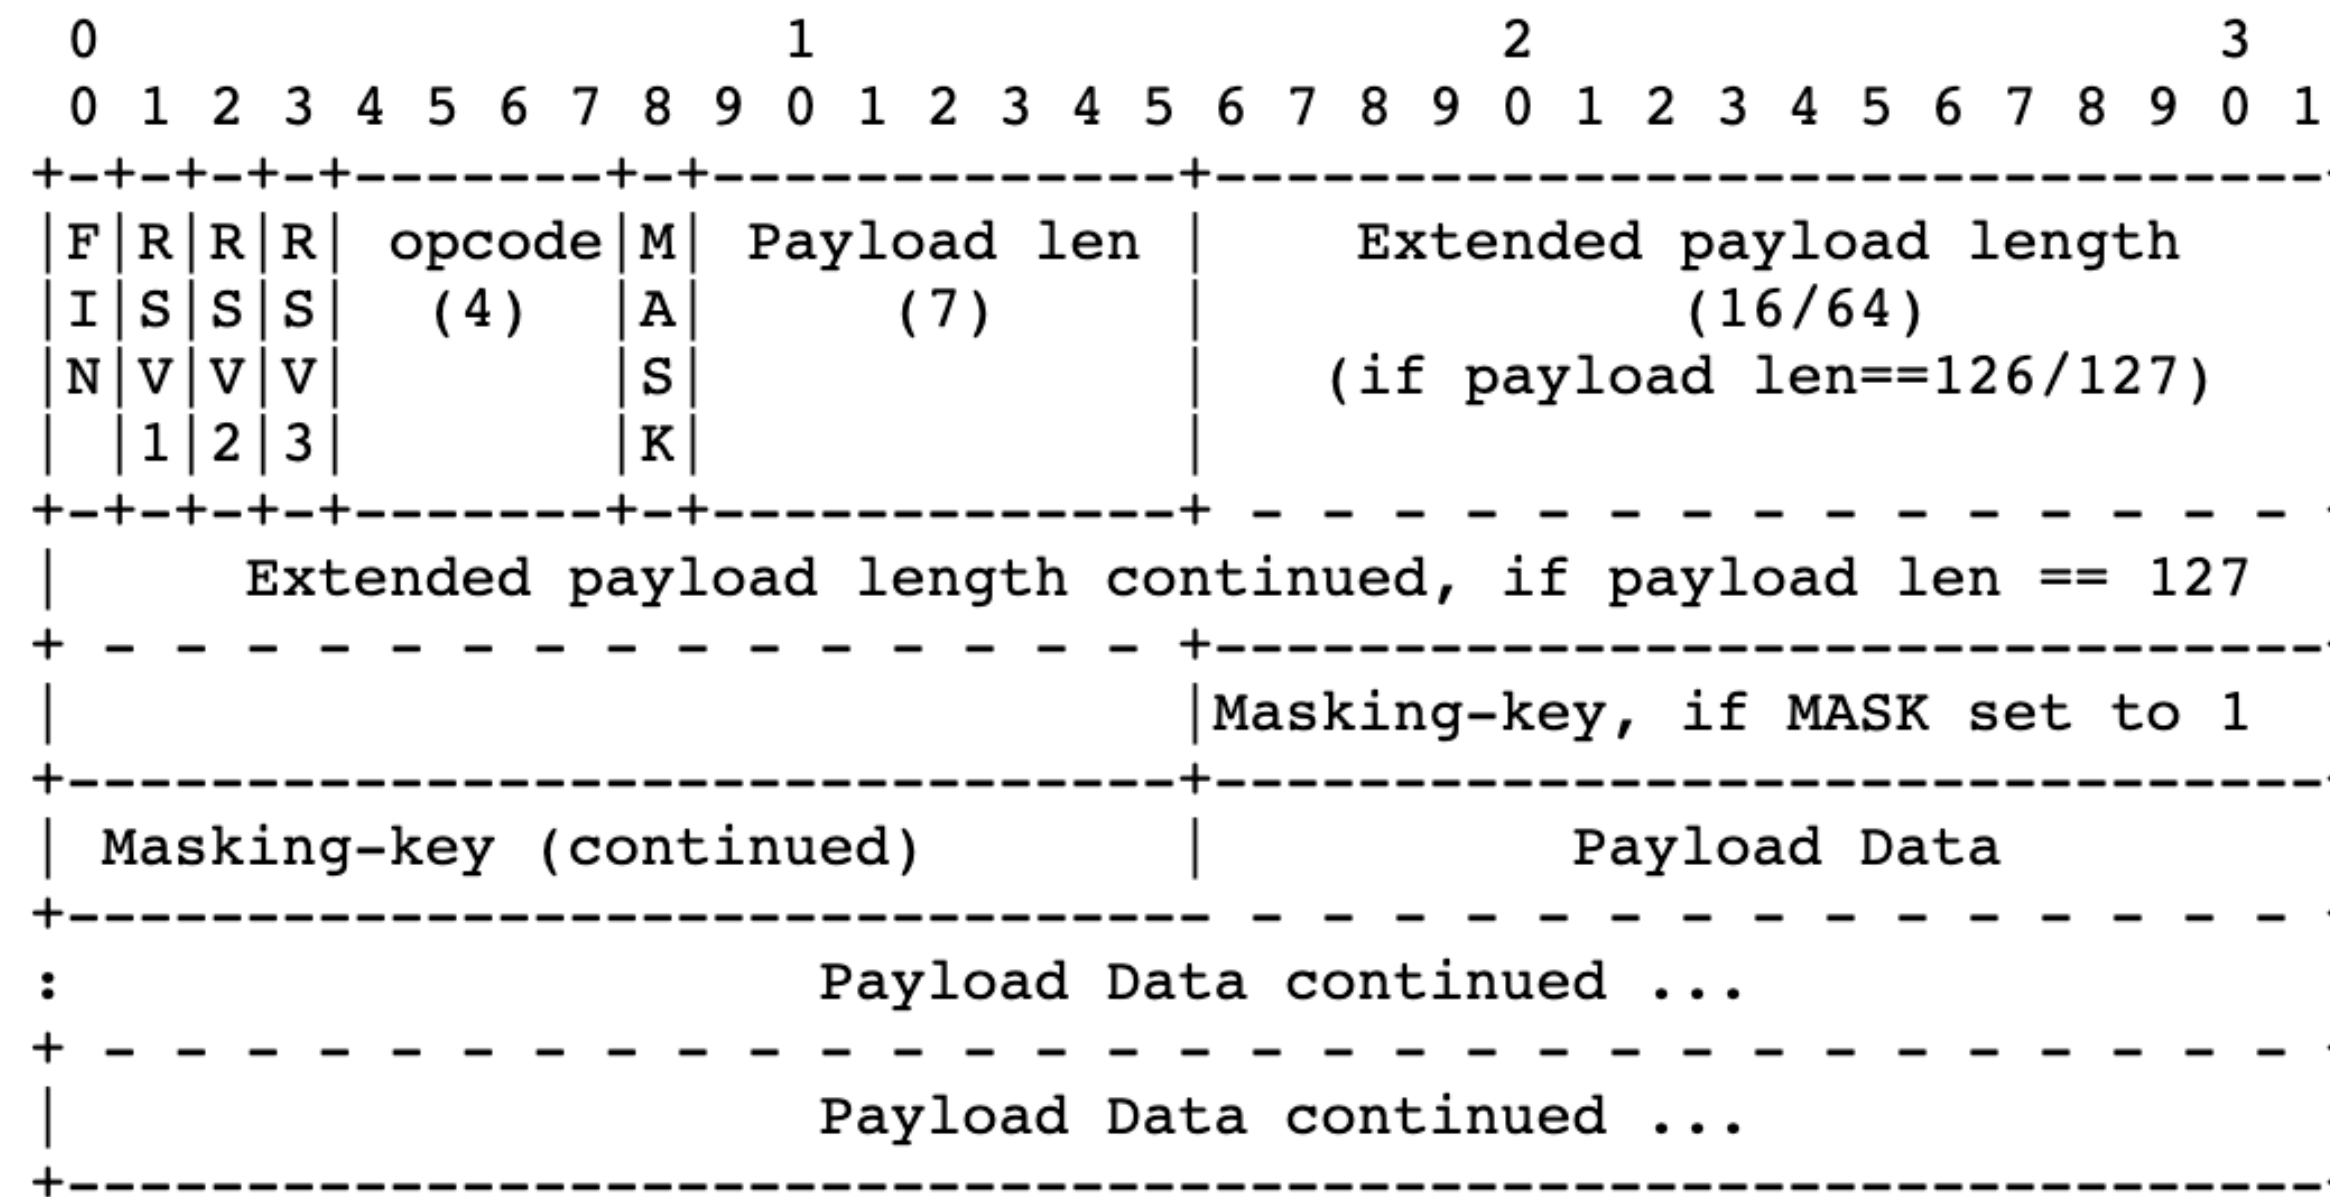 0                   1                   2                   3
 0 1 2 3 4 5 6 7 8 9 0 1 2 3 4 5 6 7 8 9 0 1 2 3 4 5 6 7 8 9 0 1
+-+-+-+-+-------+-+-------------+-------------------------------
|F|R|R|R| opcode|M| Payload len |    Extended payload length
|I|S|S|S|  (4)  |A|     (7)     |             (16/64)
|N|V|V|V|       |S|             |   (if payload len==126/127)
| |1|2|3|       |K|             |
+-+-+-+-+-------+-+-------------+ - - - - - - - - - - - - - - -
|     Extended payload length continued, if payload len == 127
+ - - - - - - - - - - - - - - - +-------------------------------
|                               |Masking-key, if MASK set to 1
+-------------------------------+-------------------------------
| Masking-key (continued)       |          Payload Data
+-------------------------------- - - - - - - - - - - - - - - -
:                     Payload Data continued ...
+ - - - - - - - - - - - - - - - - - - - - - - - - - - - - - - -
|                     Payload Data continued ...
+---------------------------------------------------------------